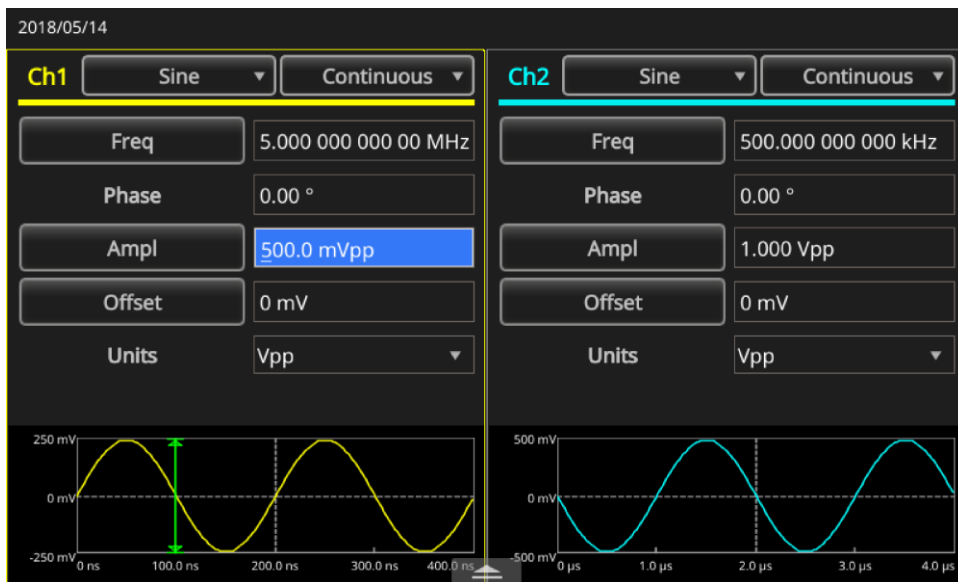 2018/05/14
Ch1 Sine Continuous
Freq 5.000 000 000 00 MHz
Phase 0.00 °
Ampl 500.0 mVpp
Offset 0 mV
Units Vpp
250 mV
0 mV
-250 mV
0 ns 100.0 ns 200.0 ns 300.0 ns 400.0 ns
Ch2 Sine Continuous
Freq 500.000 000 000 kHz
Phase 0.00 °
Ampl 1.000 Vpp
Offset 0 mV
Units Vpp
500 mV
0 mV
-500 mV
0 µs 1.0 µs 2.0 µs 3.0 µs 4.0 µs